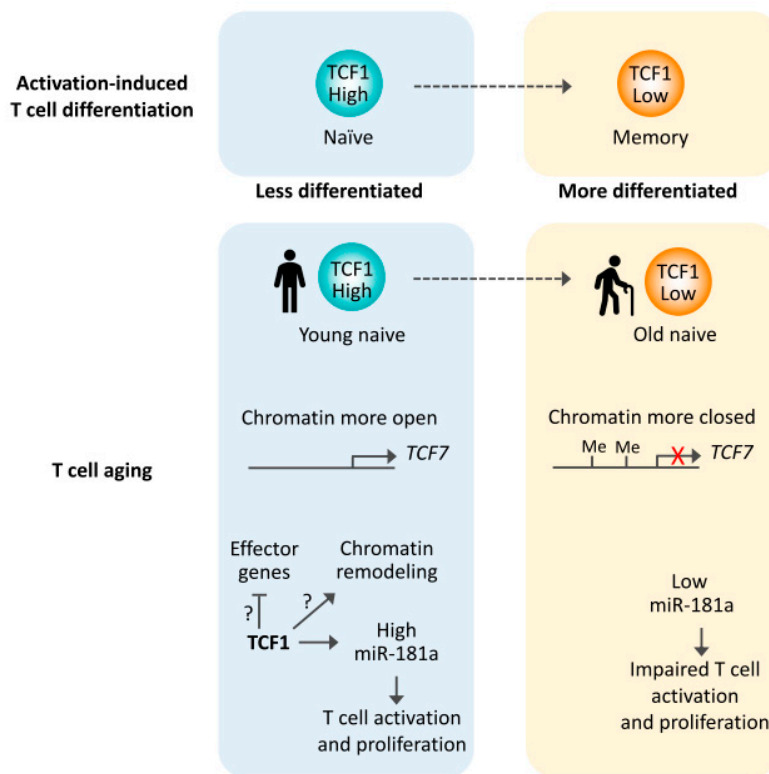 Activation-induced
T cell differentiation
TCF1
High
Naïve
TCF1
Low
Memory
Less differentiated
More differentiated
T cell aging
TCF1
High
Young naive
TCF1
Low
Old naive
Chromatin more open
TCF7
Chromatin more closed
Me Me
X
TCF7
Effector
genes
Chromatin
remodeling
?
?
TCF1
High
miR-181a
T cell activation
and proliferation
Low
miR-181a
Impaired T cell
activation
and proliferation